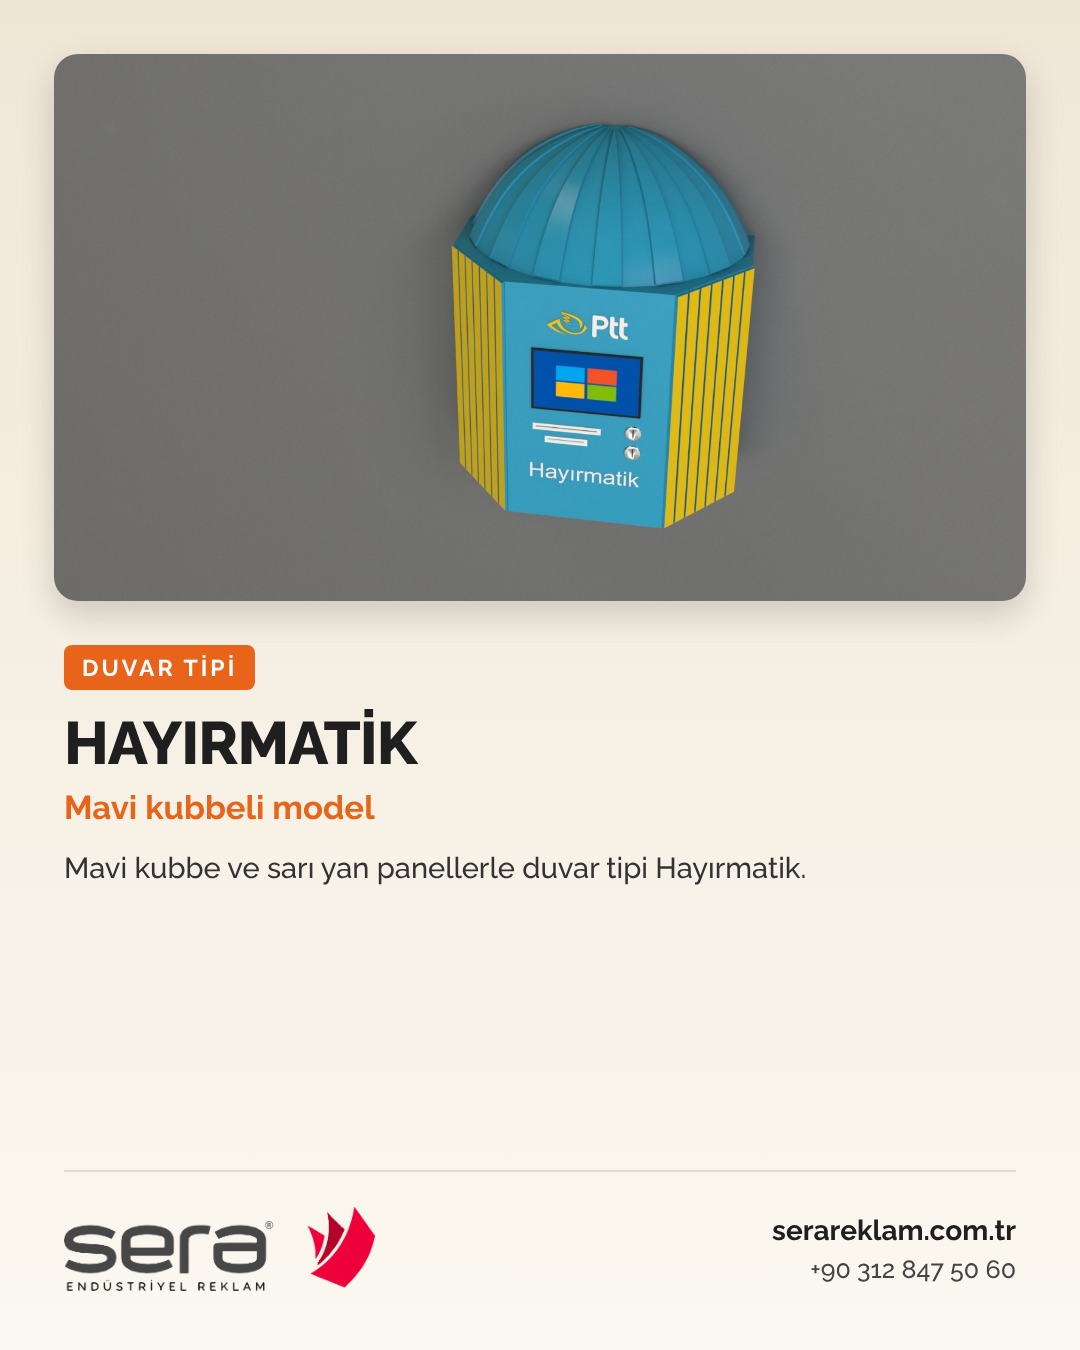 Ptt
Hayırmatik
DUVAR TİPİ
HAYIRMATİK
Mavi kubbeli model
Mavi kubbe ve sarı yan panellerle duvar tipi Hayırmatik.
sera®
ENDÜSTRİYEL REKLAM
serareklam.com.tr
+90 312 847 50 60